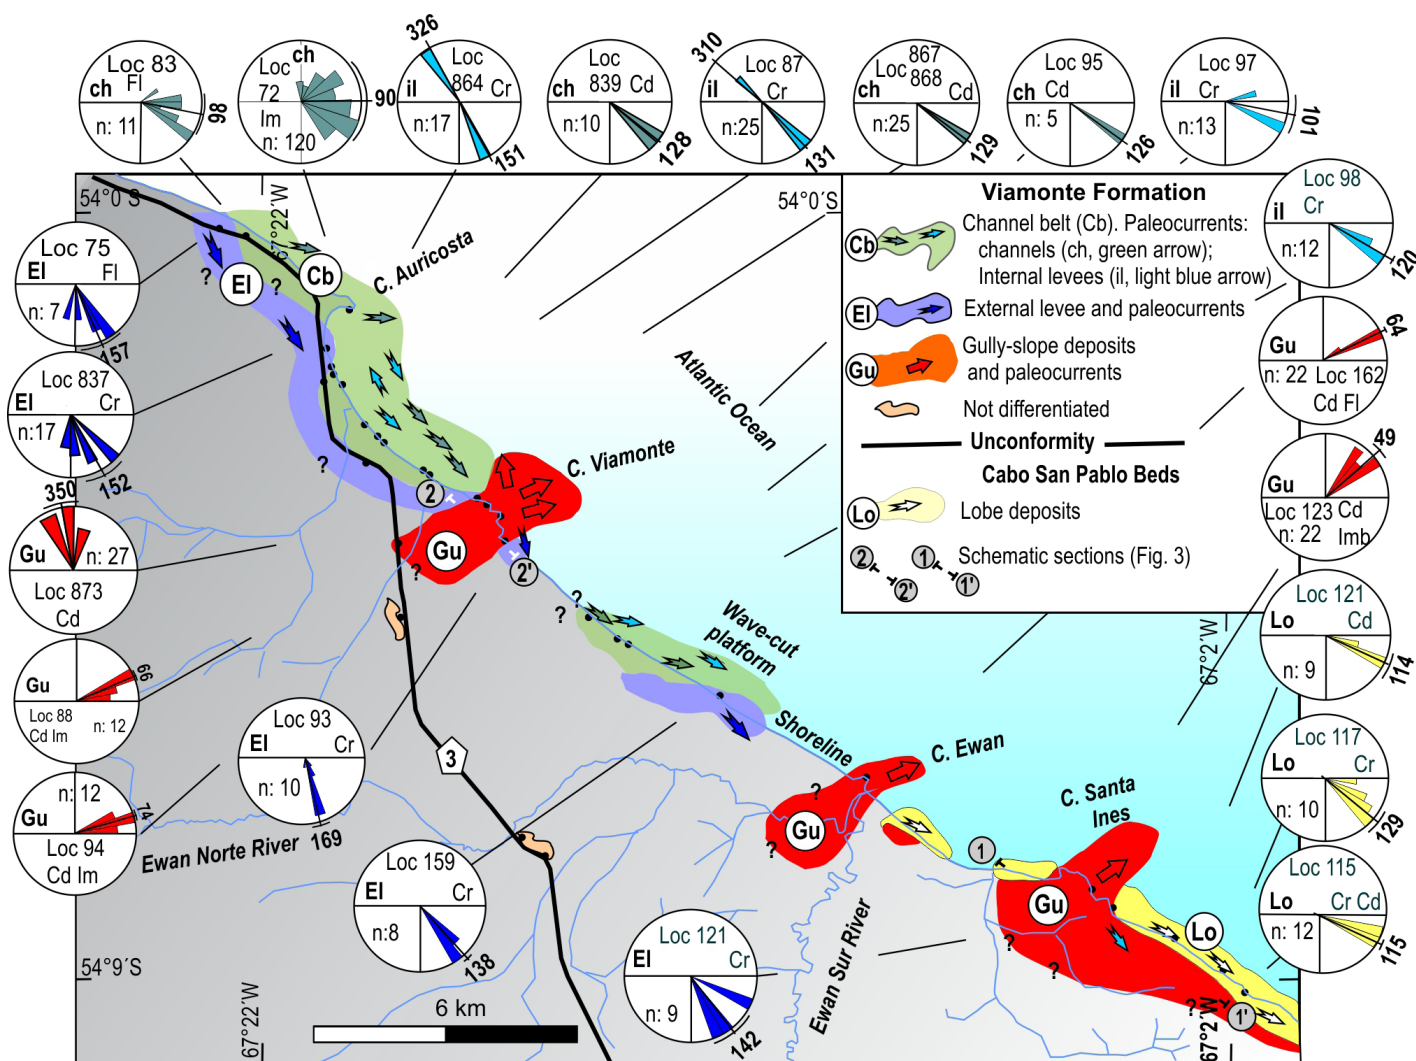 Loc 83
Fl
ch
n: 11
98
ch
Loc
72
Im
n: 120
90
326
Loc
864
il
Cr
n:17
151
Loc
839 Cd
ch
n:10
128
310
Loc 87
il
Cr
n:25
131
867
Loc 868
ch
Cd
n:25
129
Loc 95
Cd
ch
n: 5
126
Loc 97
il
Cr
n:13
101
Loc 98
Cr
il
n:12
120
64
Gu
n: 22 Loc 162
Cd Fl
49
Gu
Loc 123 Cd
n: 22 Imb
Loc 121
Lo Cd
n: 9
114
Loc 117
Lo Cr
n: 10
129
Loc 115
Lo Cr Cd
n: 12
115
Loc 75
El Fl
n: 7
157
Loc 837
El Cr
n:17
152
350
Gu n: 27
Loc 873
Cd
66
Gu
Loc 88
Cd Im
n: 12
n: 12
74
Gu
Loc 94
Cd Im
Loc 93
El Cr
n: 10
169
Loc 159
El Cr
n:8
138
Loc 121
El Cr
n: 9
142
54°0´S
67°22´W
54°0´S
C. Auricosta
Cb
El
?
?
?
Atlantic Ocean
C. Viamonte
2
Gu
?
2'
?
?
Wave-cut
platform
Shoreline
3
C. Ewan
?
Gu
?
C. Santa
Ines
1
Gu
?
?
Lo
?
1'
Ewan Norte River
Ewan Sur River
54°9´S
67°22´W
67°2´W
67°2´W
6 km
Viamonte Formation
Cb
Channel belt (Cb). Paleocurrents:
channels (ch, green arrow);
Internal levees (il, light blue arrow)
El
External levee and paleocurrents
Gu
Gully-slope deposits
and paleocurrents
Not differentiated
Unconformity
Cabo San Pablo Beds
Lo
Lobe deposits
2
2'
1
1'
Schematic sections (Fig. 3)